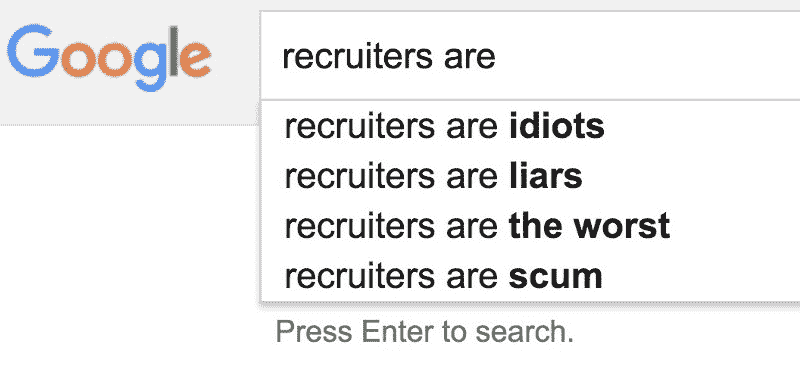 Google
recruiters are
recruiters are idiots
recruiters are liars
recruiters are the worst
recruiters are scum
Press Enter to search.